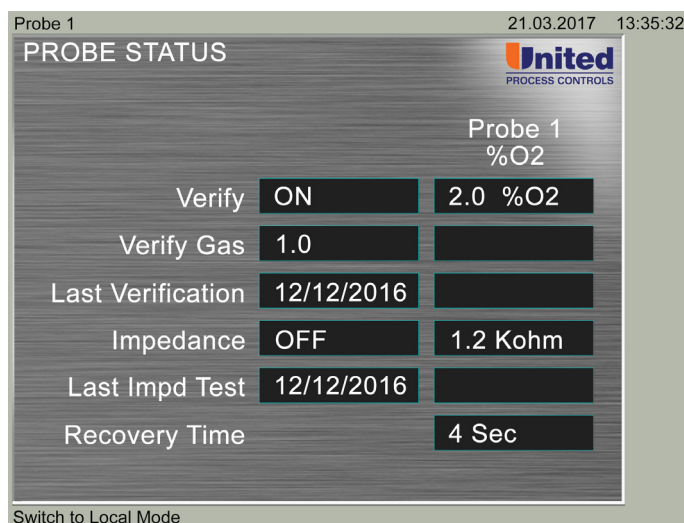 Probe 1 21.03.2017 13:35:32
PROBE STATUS
United
PROCESS CONTROLS
Probe 1
%O2
Verify ON 2.0 %O2
Verify Gas 1.0
Last Verification 12/12/2016
Impedance OFF 1.2 Kohm
Last Impd Test 12/12/2016
Recovery Time 4 Sec
Switch to Local Mode